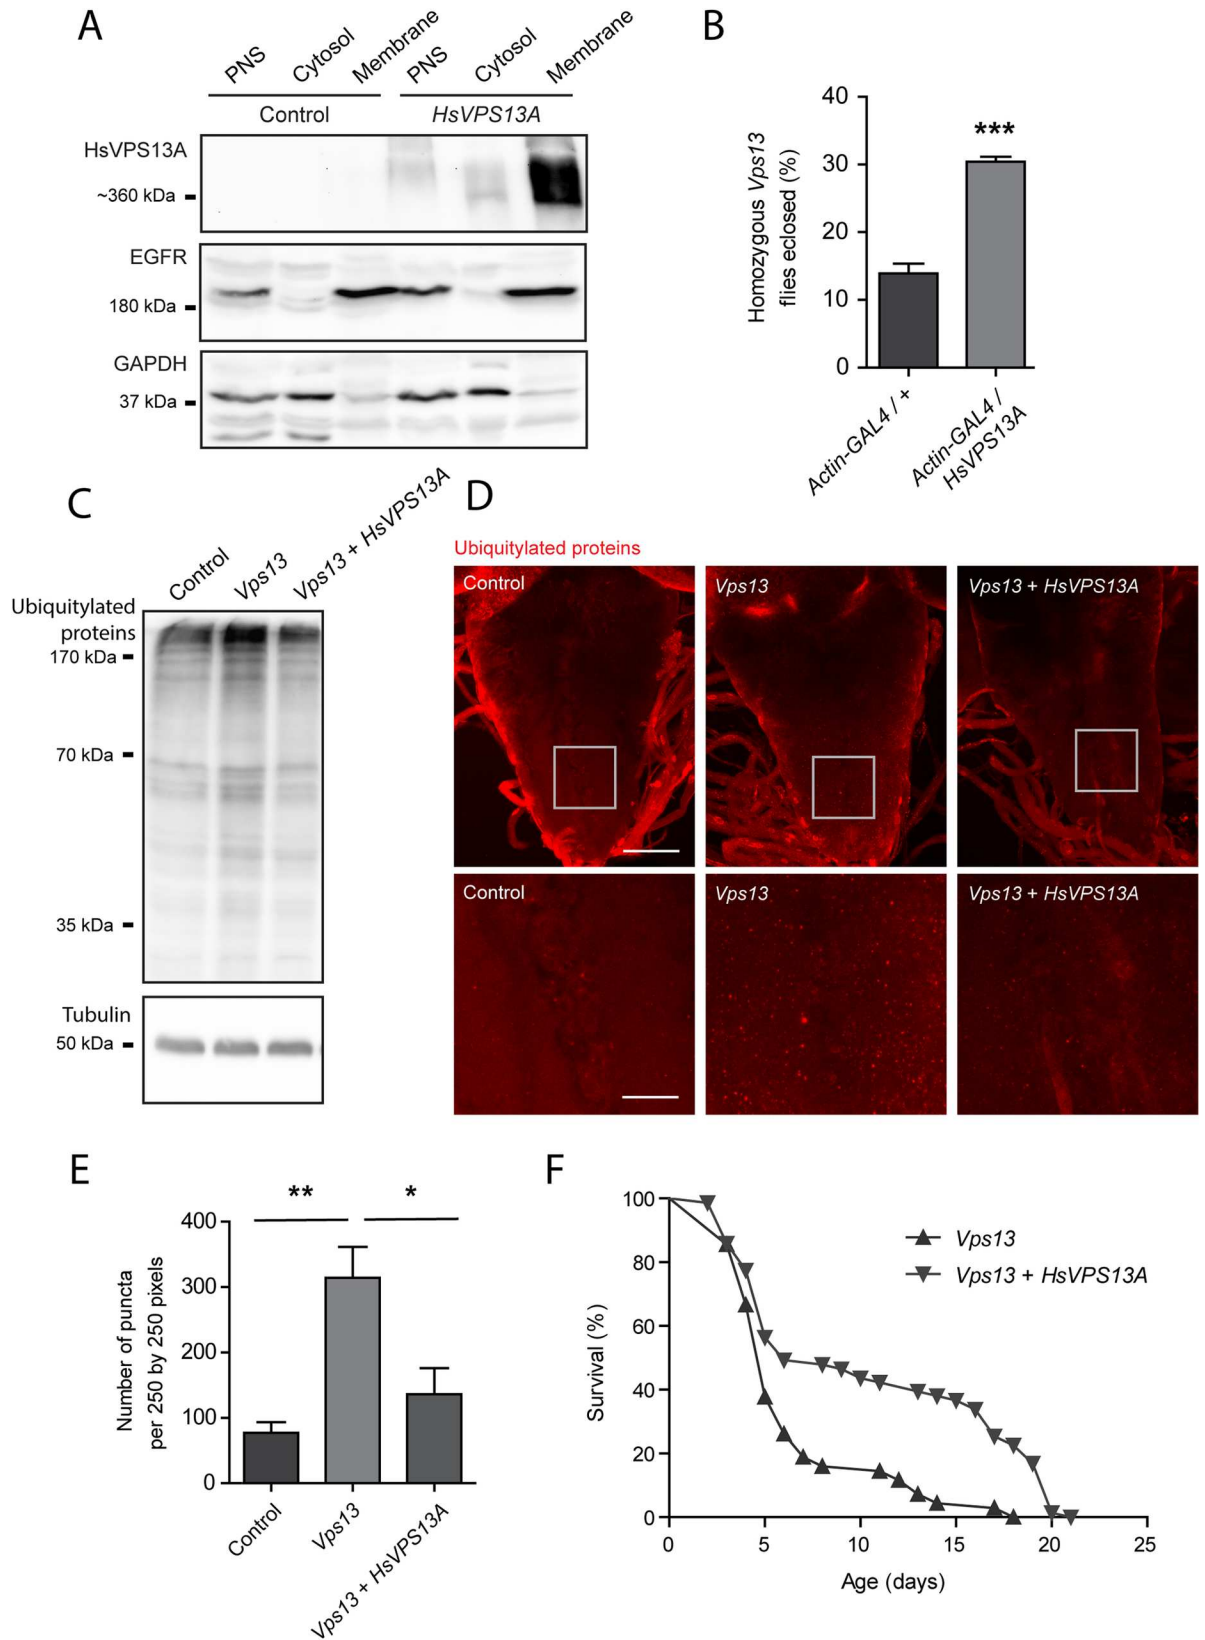 A
PNS Cytosol Membrane PNS Cytosol Membrane
Control HsVPS13A
HsVPS13A
~360 kDa
EGFR
180 kDa
GAPDH
37 kDa
B
Homozygous Vps13
flies eclosed (%)
40
30
20
10
0
***
Actin-GAL4 / +
Actin-GAL4 /
HsVPS13A
C
Control Vps13 Vps13 + HsVPS13A
Ubiquitylated
proteins
170 kDa
70 kDa
35 kDa
Tubulin
50 kDa
D
Ubiquitylated proteins
Control Vps13 Vps13 + HsVPS13A
Control Vps13 Vps13 + HsVPS13A
E
Number of puncta
per 250 by 250 pixels
400
300
200
100
0
** *
Control
Vps13
Vps13 + HsVPS13A
F
Survival (%)
100
80
60
40
20
0
Vps13
Vps13 + HsVPS13A
0 5 10 15 20 25
Age (days)